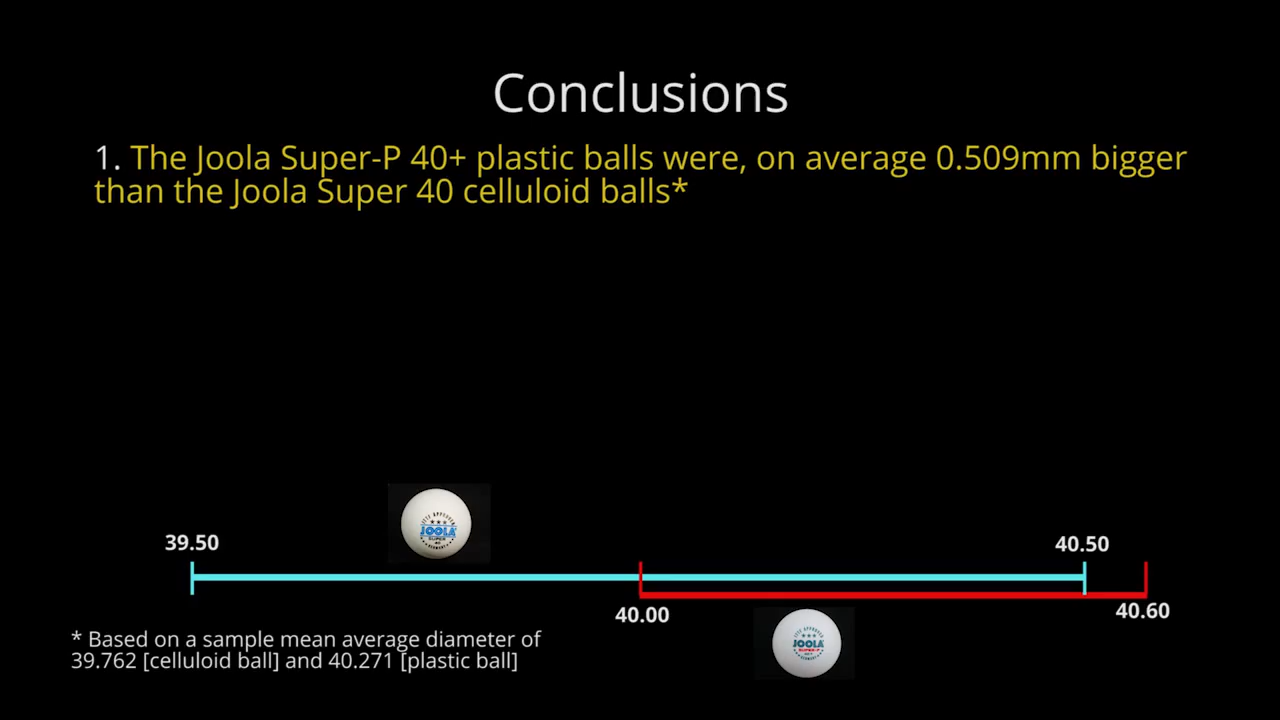 Conclusions
1. The Joola Super-P 40+ plastic balls were, on average 0.509mm bigger
than the Joola Super 40 celluloid balls*
39.50
40.50
JOOLA
SUPER
40.00
40.60
JOOLA
SUPER-P
* Based on a sample mean average diameter of
39.762 [celluloid ball] and 40.271 [plastic ball]